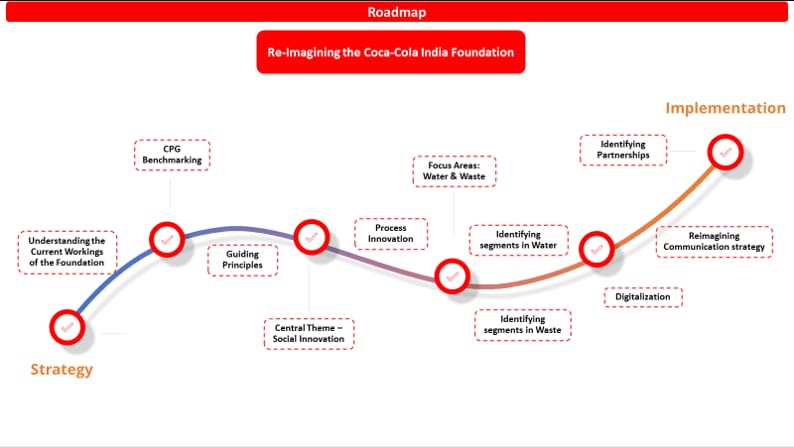 Roadmap
Re-Imagining the Coca-Cola India Foundation
Implementation
CPG
Benchmarking
Identifying
Partnerships
Focus Areas:
Water & Waste
Understanding the
Current Workings
of the Foundation
Guiding
Principles
Process
Innovation
Identifying
segments in Water
Reimagining
Communication strategy
Digitalization
Central Theme –
Social Innovation
Identifying
segments in Waste
Strategy